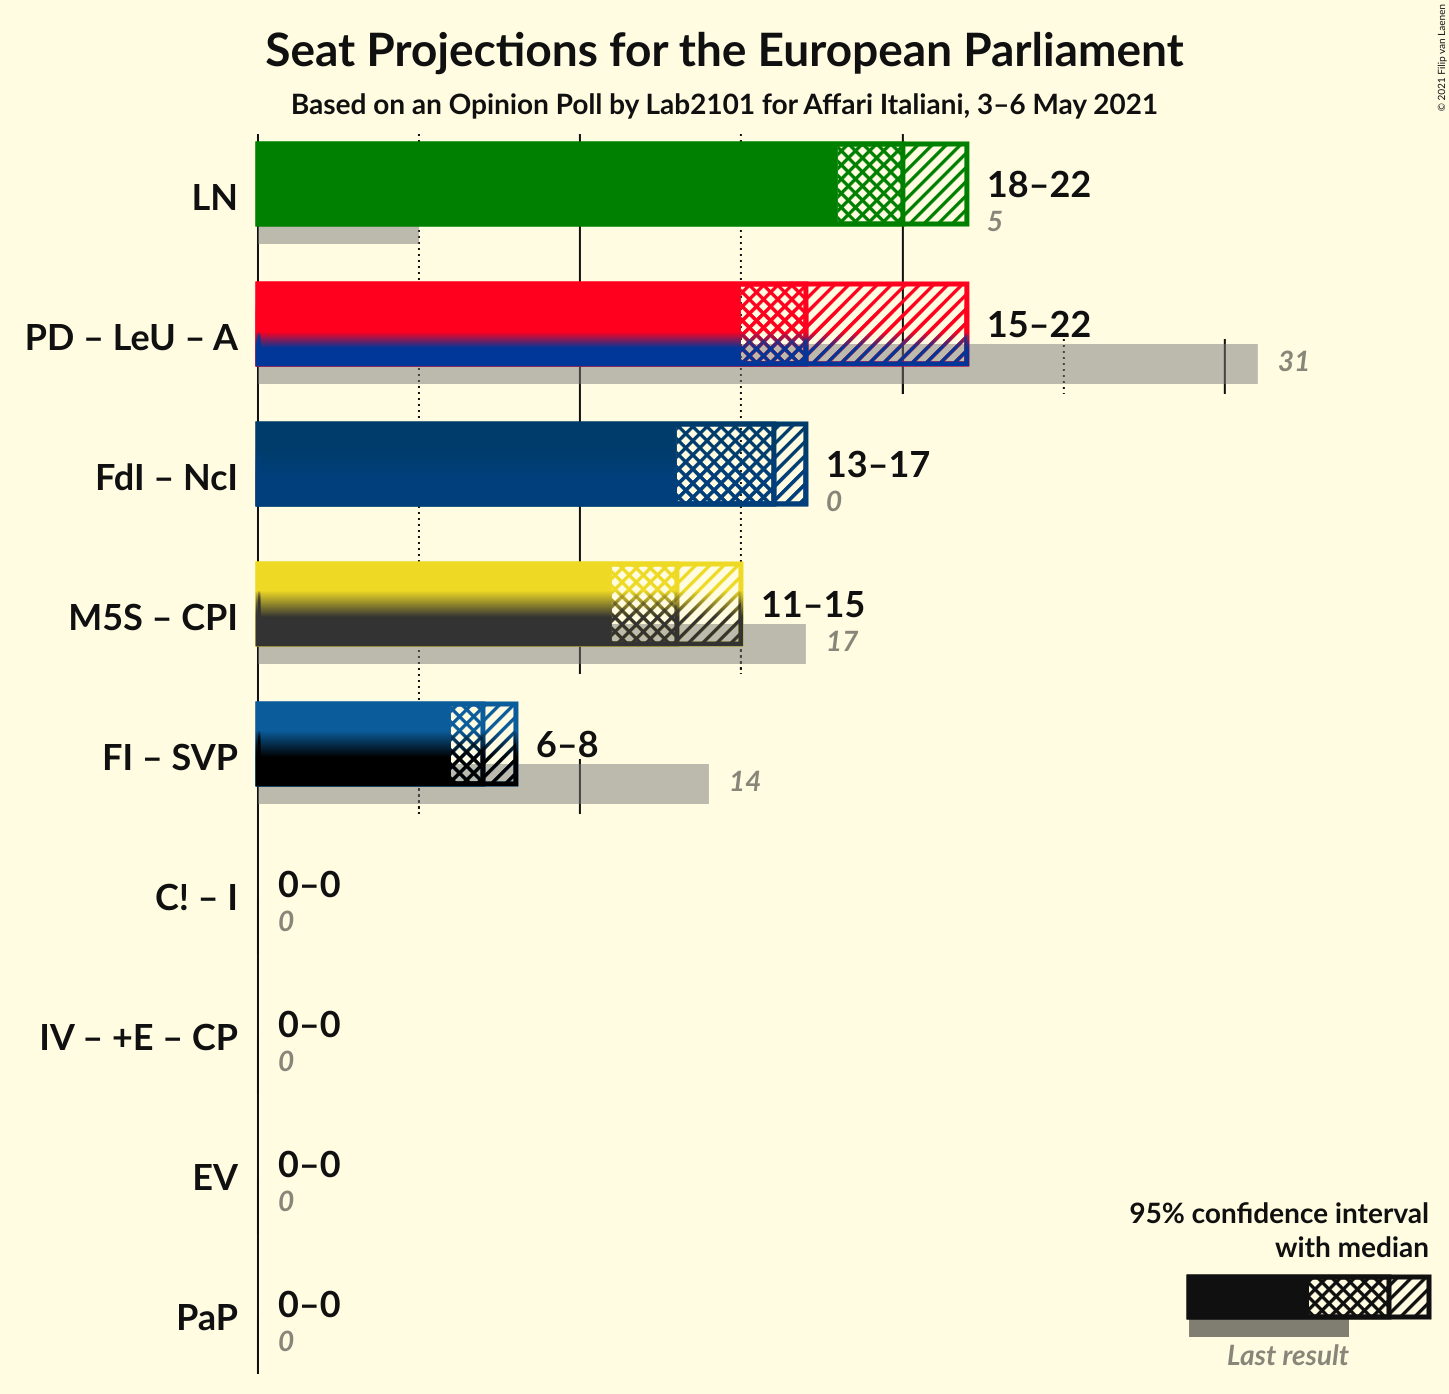 Seat Projections for the European Parliament
Based on an Opinion Poll by Lab2101 for Affari Italiani, 3–6 May 2021
© 2021 Filip van Laenen
LN
18–22
5
PD – LeU – A
15–22
31
FdI – NcI
13–17
0
M5S – CPI
11–15
17
FI – SVP
6–8
14
C! – I
0–0
0
IV – +E – CP
0–0
0
EV
0–0
0
PaP
0–0
0
95% confidence interval
with median
Last result